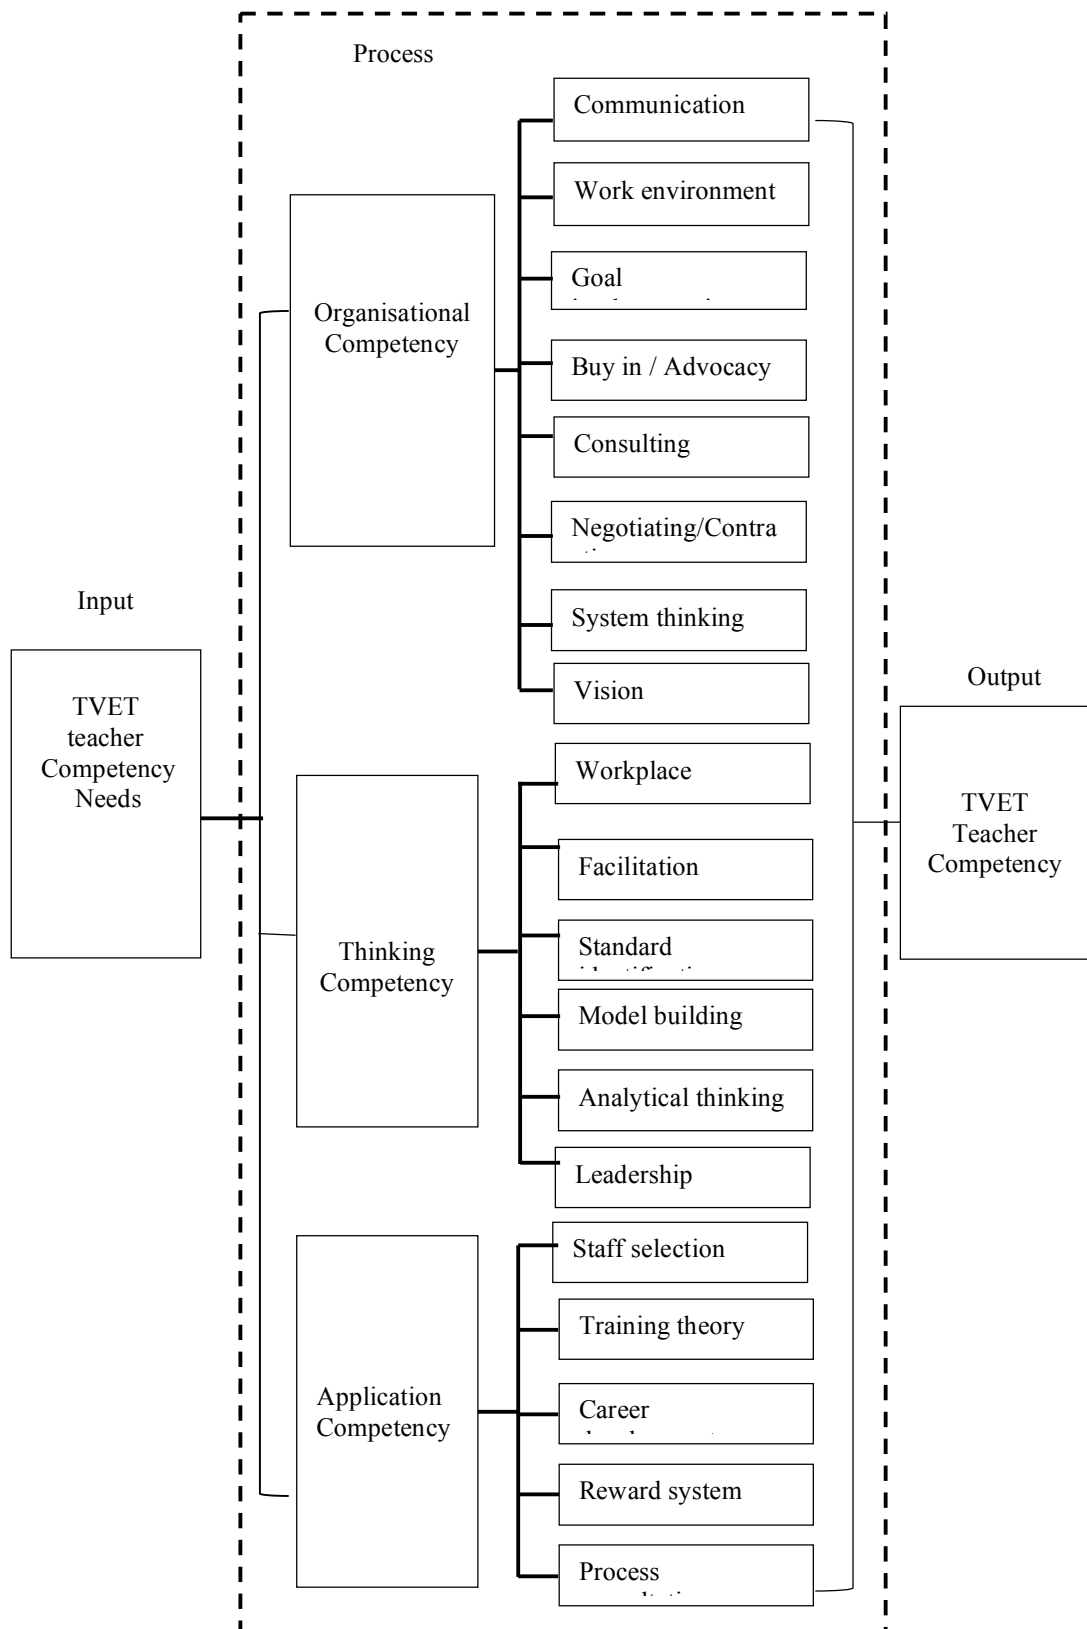 Process
Communication
Work environment
Goal
Organisational
Competency
Buy in / Advocacy
Consulting
Negotiating/Contra
System thinking
Vision
Input
TVET
teacher
Competency
Needs
Output
TVET
Teacher
Competency
Workplace
Facilitation
Thinking
Competency
Standard
Model building
Analytical thinking
Leadership
Staff selection
Training theory
Application
Competency
Career
Reward system
Process